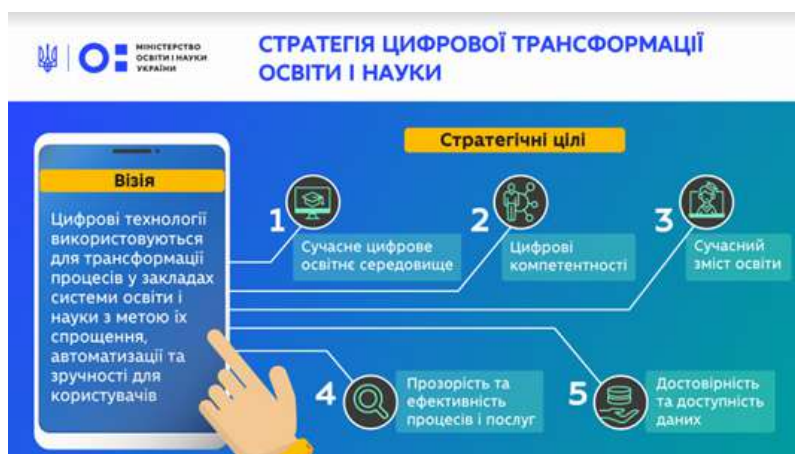 МІНІСТЕРСТВО
ОСВІТИ І НАУКИ
УКРАЇНИ
СТРАТЕГІЯ ЦИФРОВОЇ ТРАНСФОРМАЦІЇ
ОСВІТИ І НАУКИ
Візія
Цифрові технології
використовуються
для трансформації
процесів у закладах
системи освіти і
науки з метою їх
спрощення,
автоматизації та
зручності для
користувачів
Стратегічні цілі
1
Сучасне цифрове
освітнє середовище
2
Цифрові
компетентності
3
Сучасний
зміст освіти
4
Прозорість та
ефективність
процесів і послуг
5
Достовірність
та доступність
даних